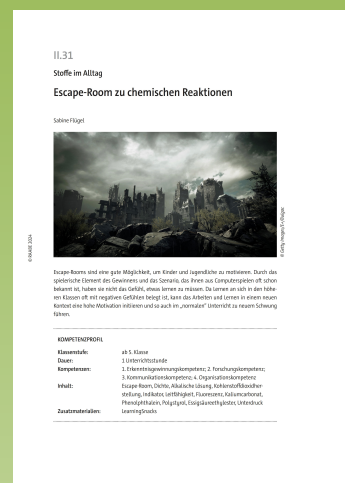 II.31
Stoffe im Alltag
Escape-Room zu chemischen Reaktionen
Sabine Flügel
© RAABE 2024
© Getty Images/E+/Bulgac
Escape-Rooms sind eine gute Möglichkeit, um Kinder und Jugendliche zu motivieren. Durch das
spielerische Element des Gewinnens und das Szenario, das ihnen aus Computerspielen oft schon
bekannt ist, haben sie nicht das Gefühl, etwas lernen zu müssen. Da Lernen an sich in den höhe-
ren Klassen oft mit negativen Gefühlen belegt ist, kann das Arbeiten und Lernen in einem neuen
Kontext eine hohe Motivation initiieren und so auch im „normalen“ Unterricht zu neuem Schwung
führen.
KOMPETENZPROFIL
Klassenstufe: ab 5. Klasse
Dauer: 1 Unterrichtsstunde
Kompetenzen: 1. Erkenntnisgewinnungskompetenz; 2. Forschungskompetenz;
3. Kommunikationskompetenz; 4. Organisationskompetenz
Inhalt: Escape Room, Dichte, Alkalische Lösung, Kohlenstoffdioxidher-
stellung, Indikator, Leitfähigkeit, Fluoreszenz, Kaliumcarbonat,
Phenolphthalein, Polystyrol, Essigsäureethylester, Unterdruck
Zusatzmaterialien: LearningSnacks